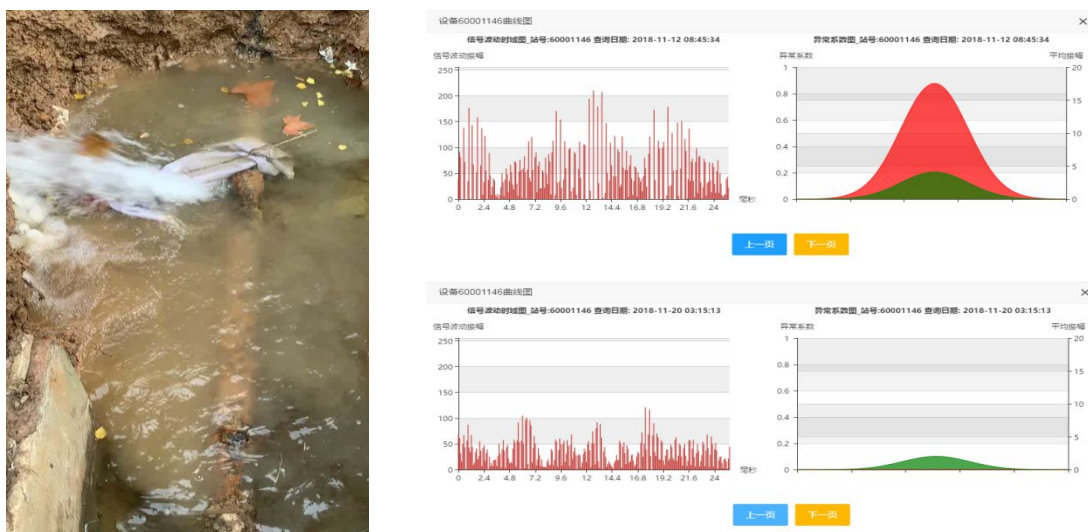 设备60001146曲线图
×
信号波动时域图_站号:60001146 查询日期: 2018-11-12 08:45:34
信号波动振幅
250
200
150
100
50
0
0 2.4 4.8 7.2 9.6 12 14.4 16.8 19.2 21.6 24
毫秒
异常系数图_站号:60001146 查询日期: 2018-11-12 08:45:34
异常系数 平均振幅
1 20
0.8
15
0.6
10
0.4
5
0.2
0 0
上一页 下一页
设备60001146曲线图
×
信号波动时域图_站号:60001146 查询日期: 2018-11-20 03:15:13
信号波动振幅
250
200
150
100
50
0
0 2.4 4.8 7.2 9.6 12 14.4 16.8 19.2 21.6 24
毫秒
异常系数图_站号:60001146 查询日期: 2018-11-20 03:15:13
异常系数 平均振幅
1 20
0.8
15
0.6
10
0.4
5
0.2
0 0
上一页 下一页